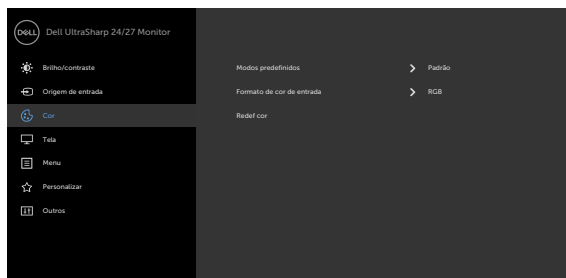 DELL Dell UltraSharp 24/27 Monitor
Brilho/contraste Modos predefinidos Padrão
Origem de entrada Formato de cor de entrada RGB
Cor Redef cor
Tela
Menu
Personalizar
Outros